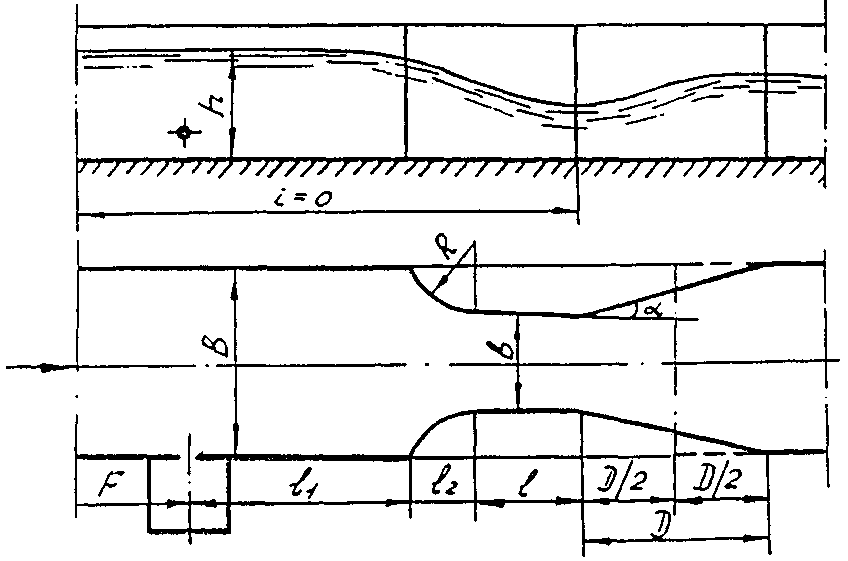 h
i = 0
R
α
B
b
F l₁ l₂ l D/2 D/2
D